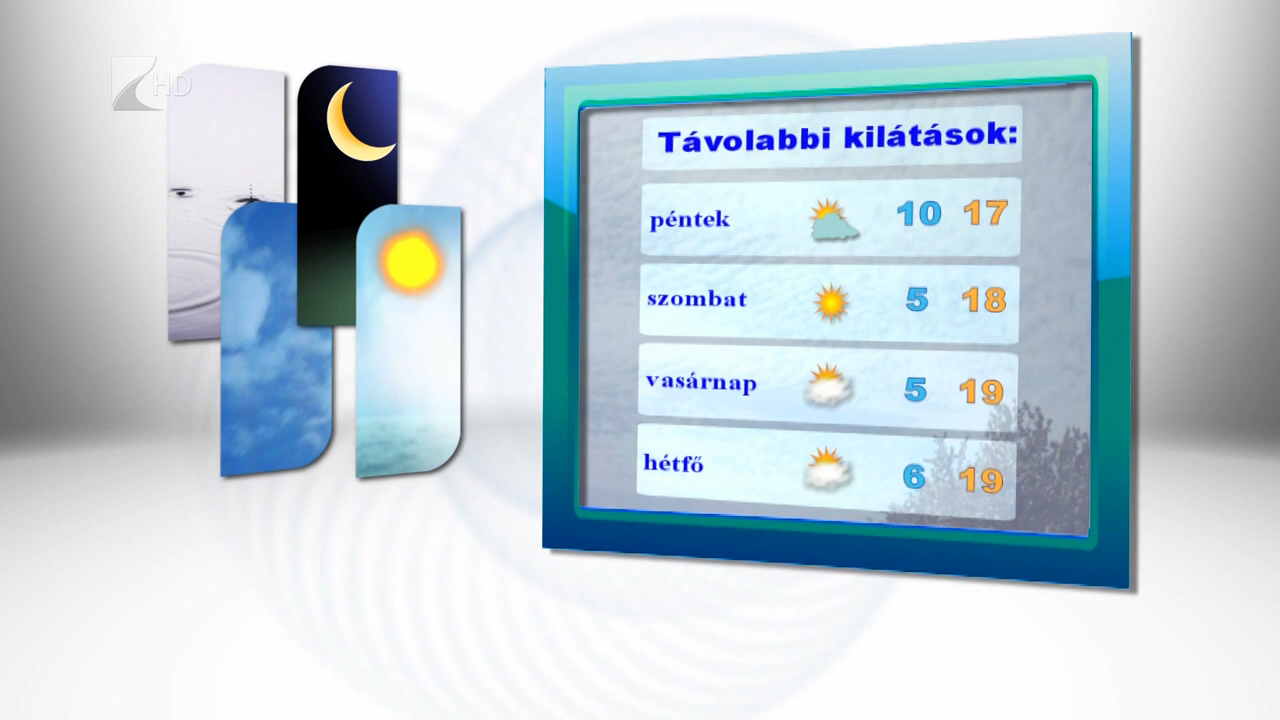 HD
Távolabbi kilátások:
péntek 10 17
szombat 5 18
vasárnap 5 19
hétfő 6 19